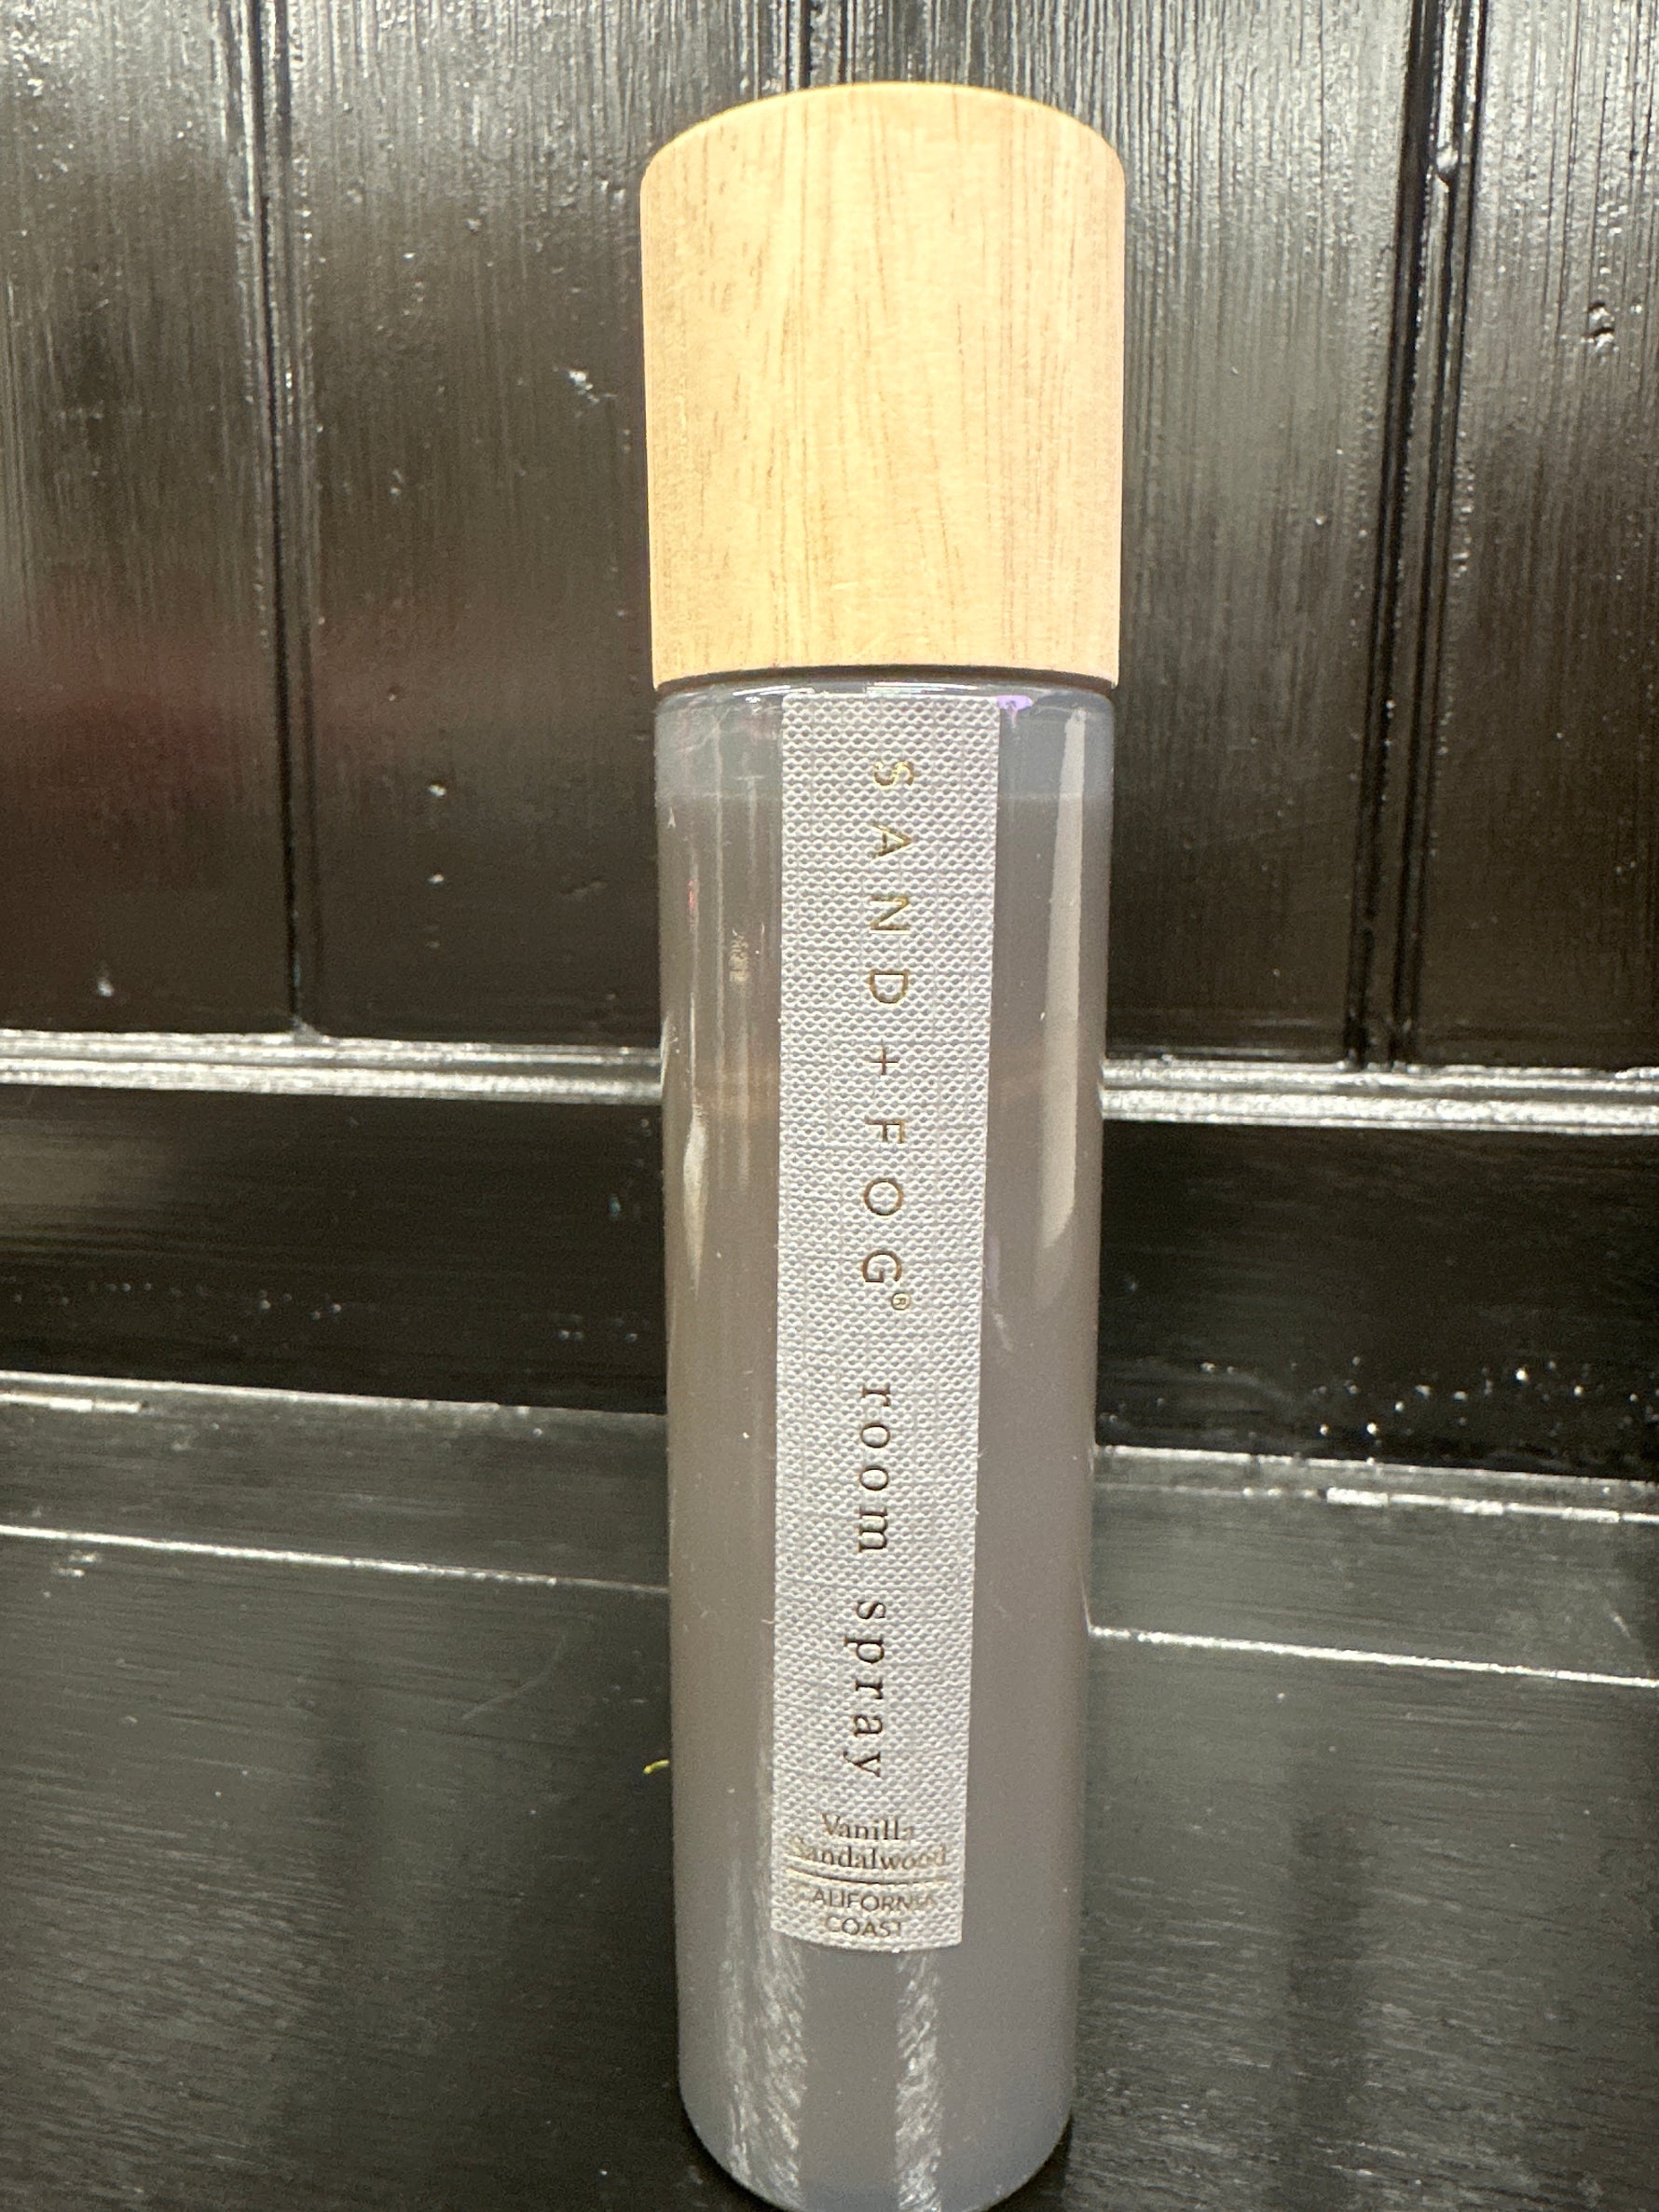 SAND + FOG® room spray
Vanilla
Sandalwood
CALIFORNIA
COAST